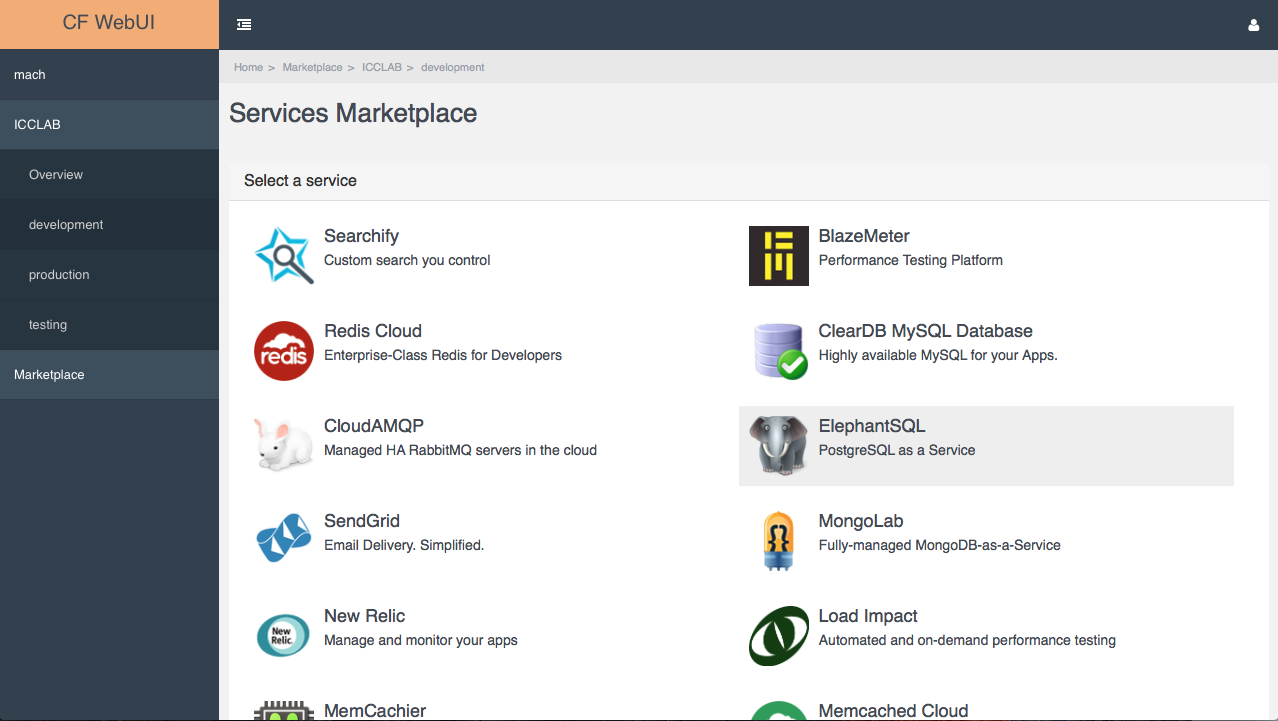 CF WebUI
mach
ICCLAB
Overview
development
production
testing
Marketplace
Home > Marketplace > ICCLAB > development
Services Marketplace
Select a service
Searchify
Custom search you control
BlazeMeter
Performance Testing Platform
redis
Redis Cloud
Enterprise-Class Redis for Developers
ClearDB MySQL Database
Highly available MySQL for your Apps.
CloudAMQP
Managed HA RabbitMQ servers in the cloud
ElephantSQL
PostgreSQL as a Service
SendGrid
Email Delivery. Simplified.
MongoLab
Fully-managed MongoDB-as-a-Service
New
Relic.
New Relic
Manage and monitor your apps
Load Impact
Automated and on-demand performance testing
MemCachier
Memcached Cloud